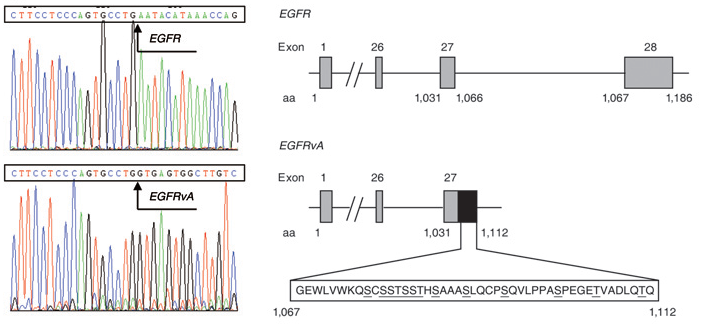 CTTCCTCCCAGTGCCTGAATACATAAACCAG
EGFR
CTTCCTCCCAGTGCCTGGTGAGTGGCTTGTC
EGFRvA
EGFR
Exon 1 26 27 28
aa 1 1,031 1,066 1,067 1,186
EGFRvA
Exon 1 26 27
aa 1 1,031 1,112
GEWLVWKQSCSSTSSTHSAAASLQCPSQVLPPASPEGETVADLQTQ
1,067 1,112